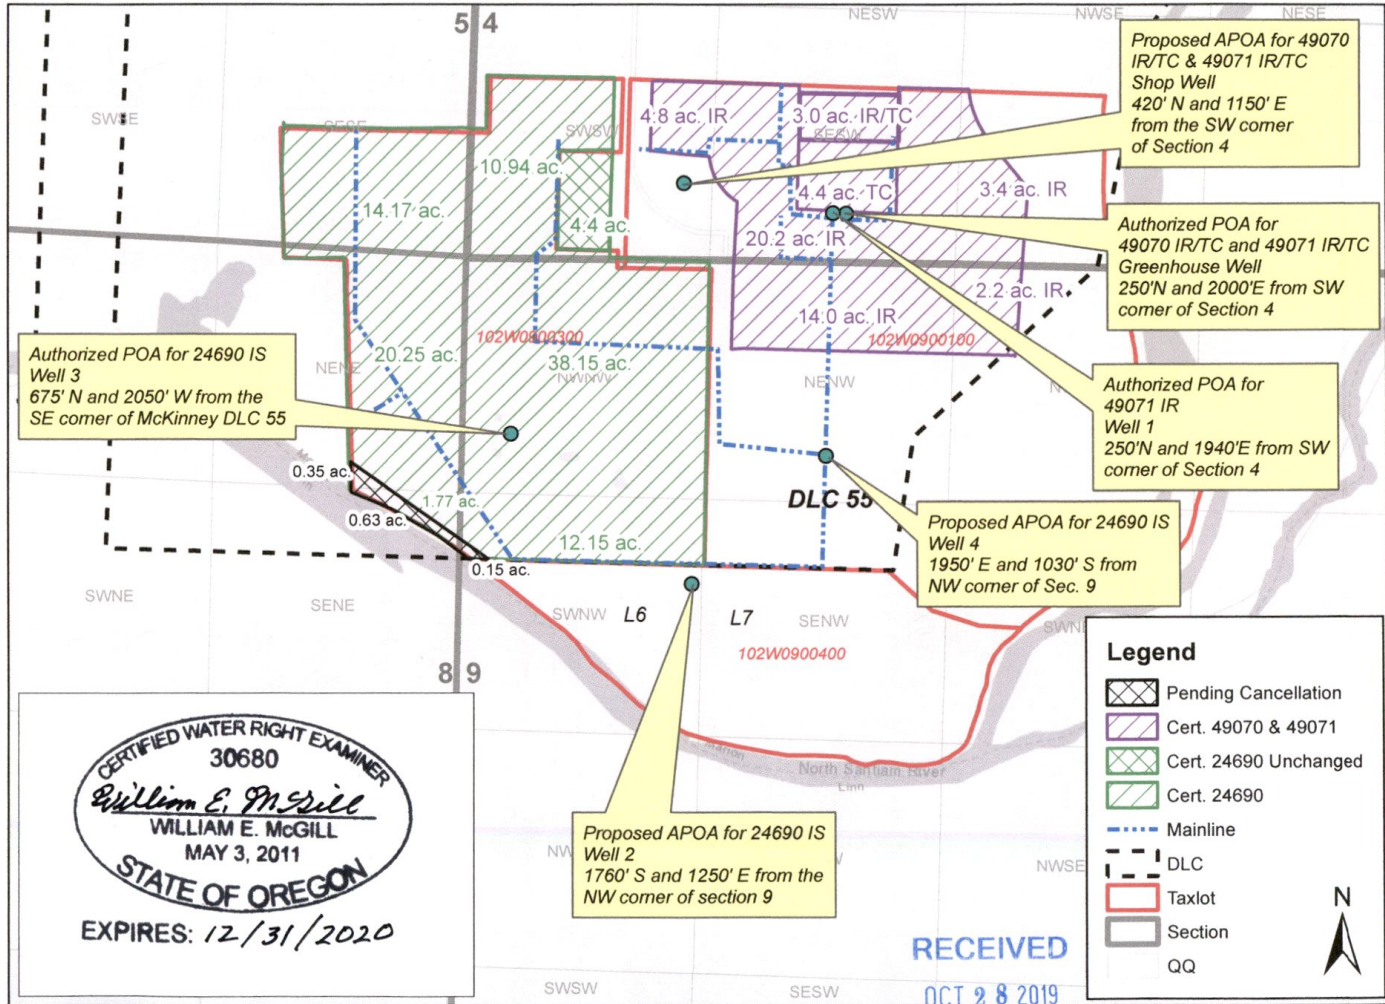 5 4
NESW
NWSE
NESE
SWSE
SESE
SWSW
SESW
4.8 ac. IR
3.0 ac. IR/TC
10.94 ac.
4.4 ac. TC
3.4 ac. IR
14.17 ac.
4.4 ac.
20.2 ac. IR
2.2 ac. IR
14.0 ac. IR
102W0800300
102W0900100
20.25 ac.
38.15 ac.
NENE
NWNW
NENW
0.35 ac.
1.77 ac.
0.63 ac.
DLC 55
12.15 ac.
0.15 ac.
SWNE
SENE
SWNW
L6
L7
SENW
102W0900400
8 9
Marion
North Santiam River
Linn
NWSE
SWSW
SESW
Proposed APOA for 49070
IR/TC & 49071 IR/TC
Shop Well
420' N and 1150' E
from the SW corner
of Section 4
Authorized POA for
49070 IR/TC and 49071 IR/TC
Greenhouse Well
250'N and 2000'E from SW
corner of Section 4
Authorized POA for
49071 IR
Well 1
250'N and 1940'E from SW
corner of Section 4
Authorized POA for 24690 IS
Well 3
675' N and 2050' W from the
SE corner of McKinney DLC 55
Proposed APOA for 24690 IS
Well 4
1950' E and 1030' S from
NW corner of Sec. 9
Proposed APOA for 24690 IS
Well 2
1760' S and 1250' E from the
NW corner of section 9
Legend
Pending Cancellation
Cert. 49070 & 49071
Cert. 24690 Unchanged
Cert. 24690
Mainline
DLC
Taxlot
Section
QQ
N
CERTIFIED WATER RIGHT EXAMINER
30680
William E. McGill
WILLIAM E. McGILL
MAY 3, 2011
STATE OF OREGON
EXPIRES: 12/31/2020
RECEIVED
OCT 28 2019